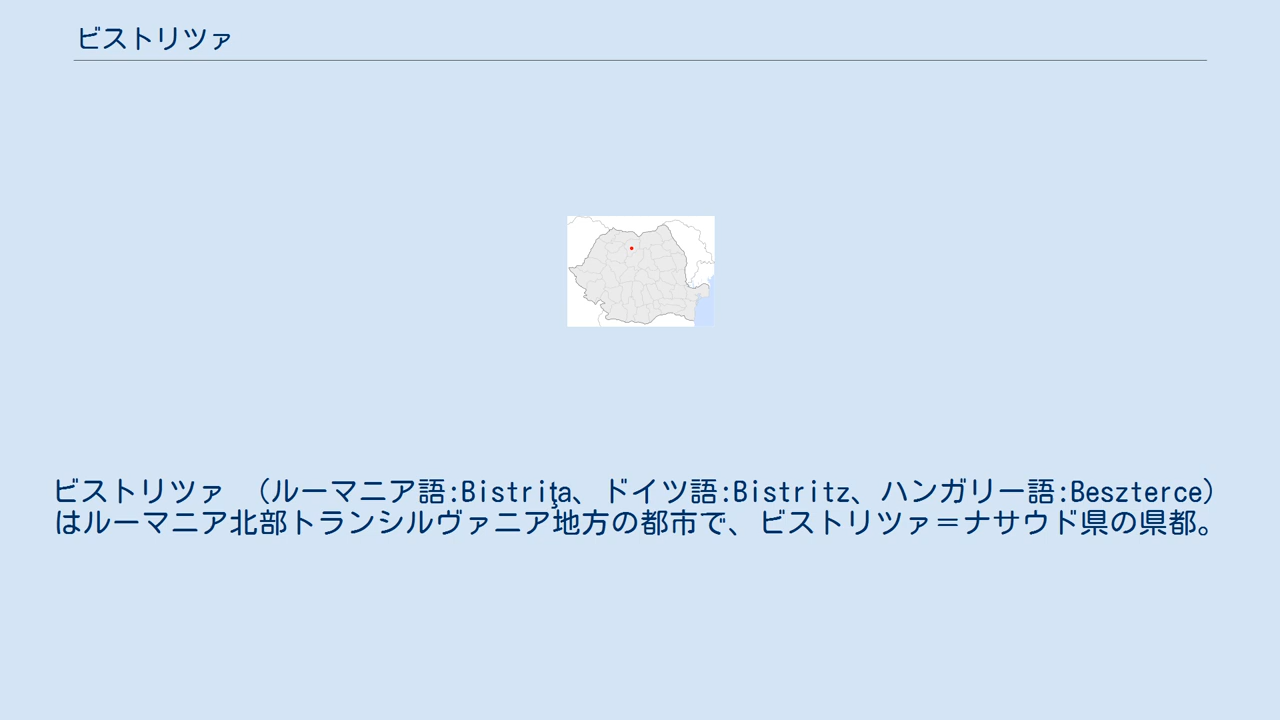 ビストリツァ
ビストリツァ （ルーマニア語:Bistriţa、ドイツ語:Bistritz、ハンガリー語:Beszterce）
はルーマニア北部トランシルヴァニア地方の都市で、ビストリツァ＝ナサウド県の県都。